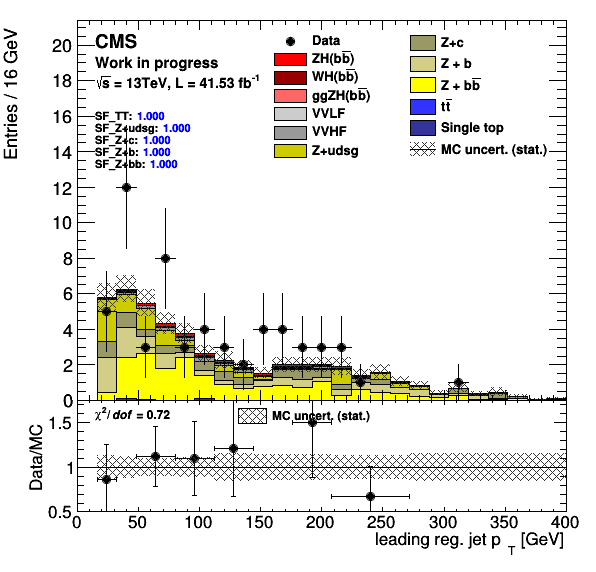 CMS
Work in progress
√s = 13TeV, L = 41.53 fb⁻¹
SF_TT: 1.000
SF_Z+udsg: 1.000
SF_Z+c: 1.000
SF_Z+b: 1.000
SF_Z+bb: 1.000
Data
ZH(bb̅)
WH(bb̅)
ggZH(bb̅)
VVLF
VVHF
Z+udsg
Z+c
Z + b
Z + bb̅
tt̅
Single top
MC uncert. (stat.)
Entries / 16 GeV
20
18
16
14
12
10
8
6
4
2
0
χ²/ dof = 0.72
MC uncert. (stat.)
Data/MC
1.5
1
0.5
0 50 100 150 200 250 300 350 400
leading reg. jet p_T [GeV]